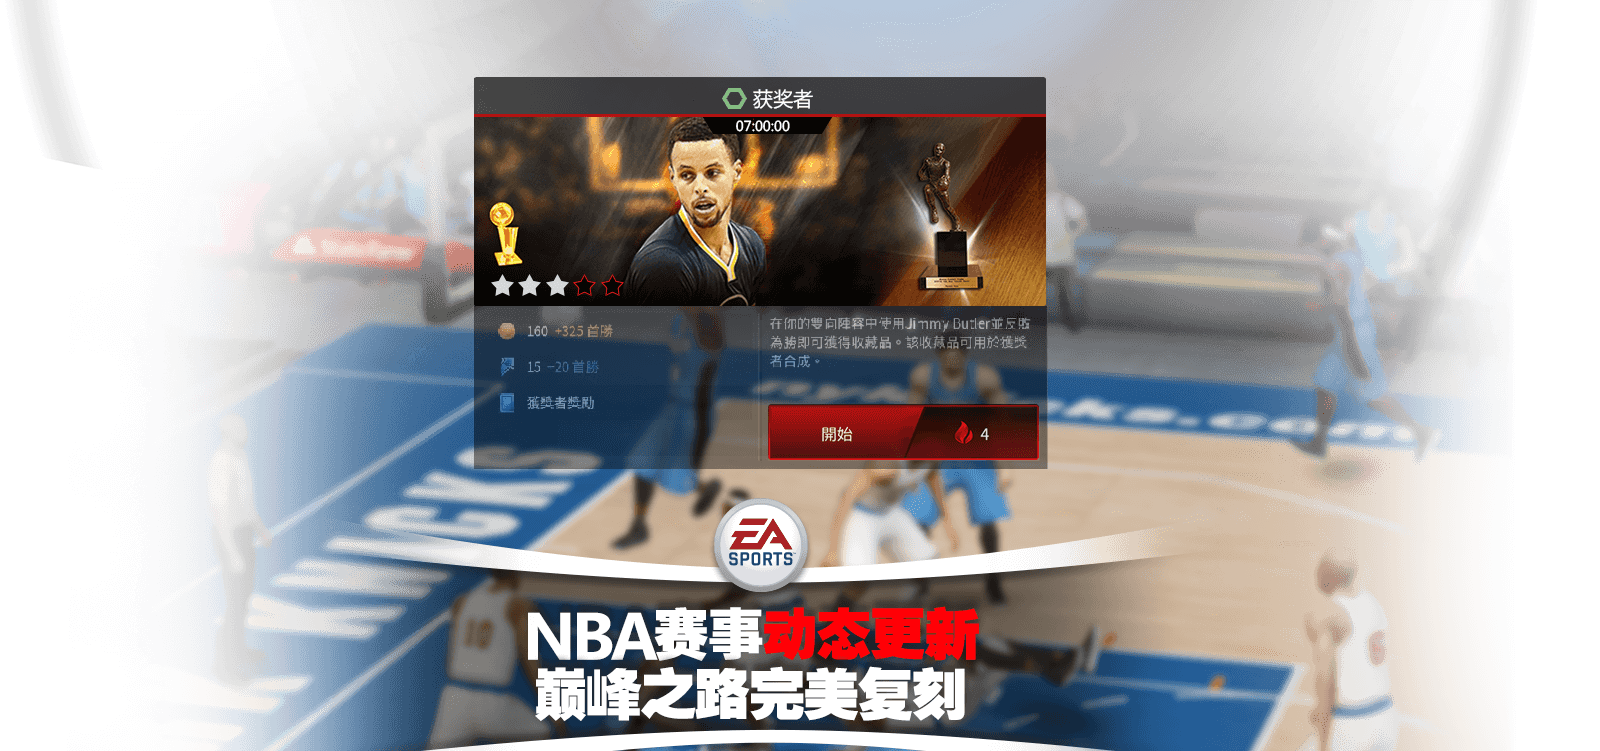 获奖者
07:00:00
160 +325 首勝
15 +20 首勝
獲獎者獎勵
在你的雙向陣容中使用Jimmy Butler並反敗
為勝即可獲得收藏品。該收藏品可用於獲獎
者合成。
開始 4
KNICKS
EA
SPORTS
NBA赛事动态更新
巅峰之路完美复刻